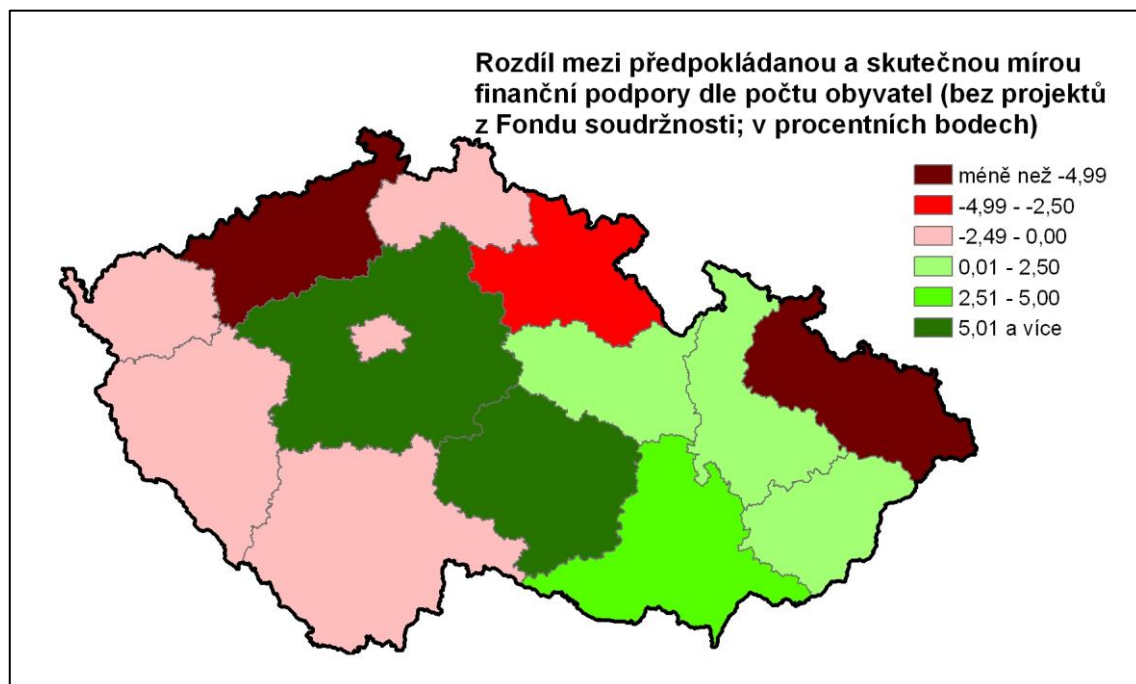 Rozdíl mezi předpokládanou a skutečnou mírou
finanční podpory dle počtu obyvatel (bez projektů
z Fondu soudržnosti; v procentních bodech)
méně než -4,99
-4,99 - -2,50
-2,49 - 0,00
0,01 - 2,50
2,51 - 5,00
5,01 a více